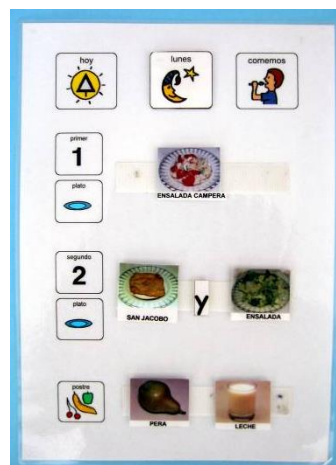 hoy
lunes
comemos
primer
1
plato
ENSALADA CAMPERA
segundo
2
plato
SAN JACOBO
y
ENSALADA
postre
PERA
LECHE